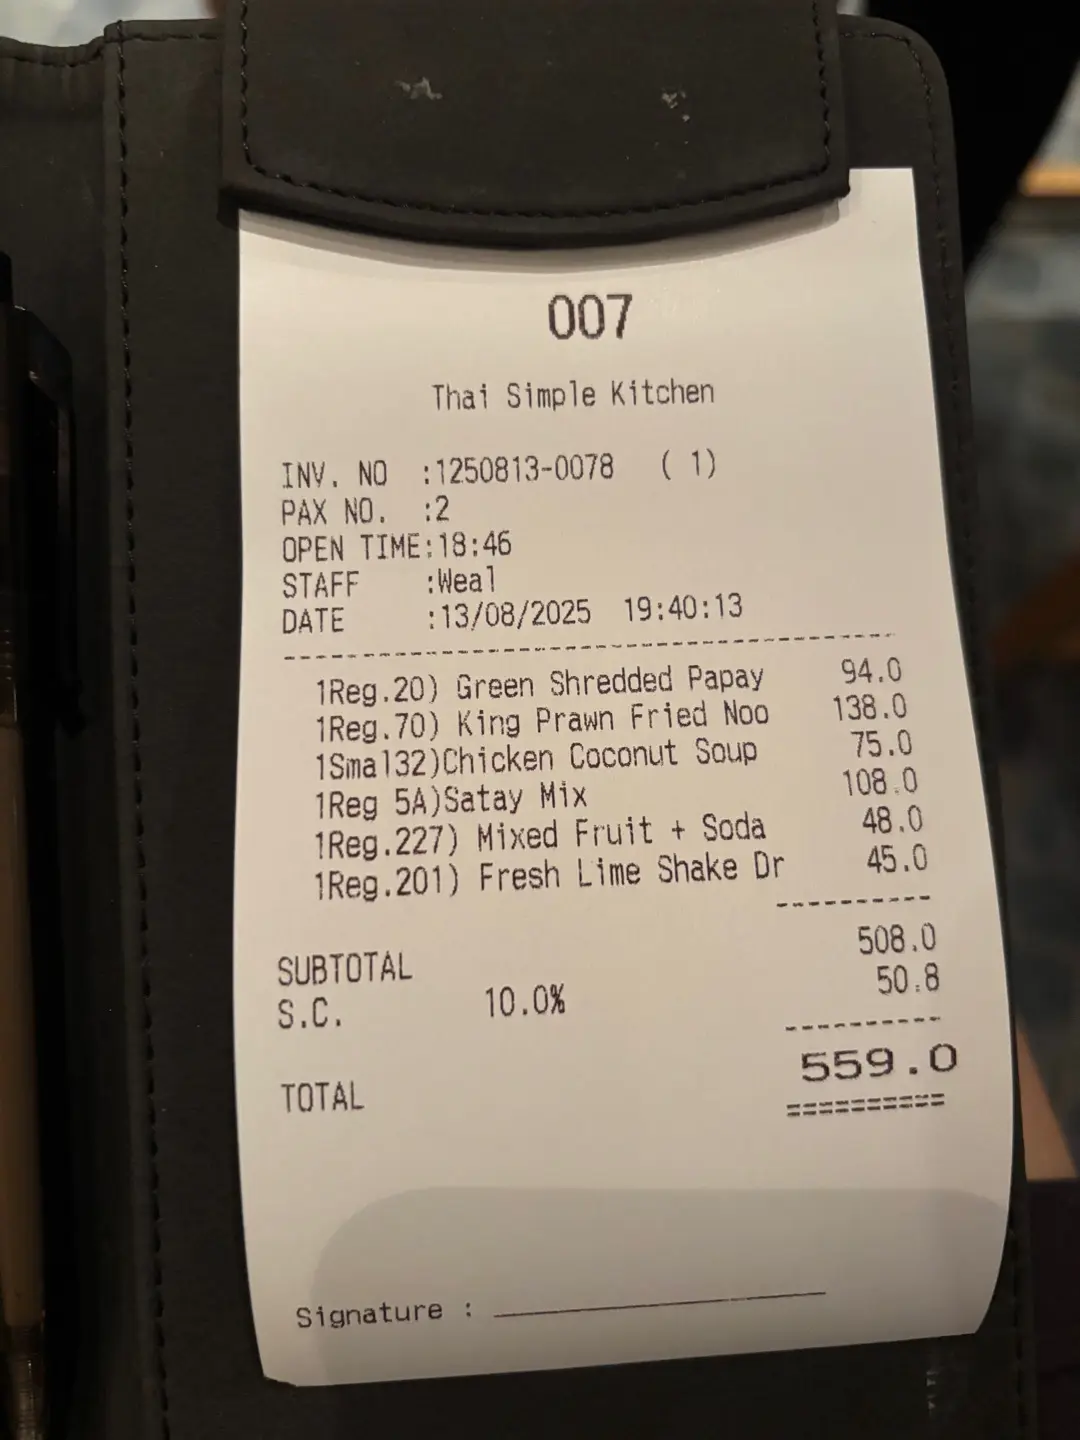 007
Thai Simple Kitchen
INV. NO :1250813-0078 ( 1)
PAX NO. :2
OPEN TIME:18:46
STAFF :Weal
DATE :13/08/2025 19:40:13
1Reg.20) Green Shredded Papay 94.0
1Reg.70) King Prawn Fried Noo 138.0
1Smal32)Chicken Coconut Soup 75.0
1Reg 5A)Satay Mix 108.0
1Reg.227) Mixed Fruit + Soda 48.0
1Reg.201) Fresh Lime Shake Dr 45.0
SUBTOTAL 508.0
S.C. 10.0% 50.8
TOTAL 559.0
Signature :